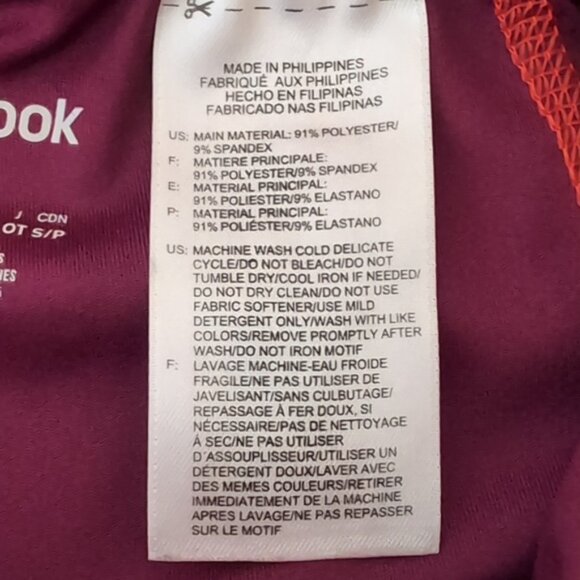 MADE IN PHILIPPINES
FABRIQUÉ AUX PHILIPPINES
HECHO EN FILIPINAS
FABRICADO NAS FILIPINAS
US: MAIN MATERIAL: 91% POLYESTER/
9% SPANDEX
F: MATIERE PRINCIPALE:
91% POLYESTER/9% SPANDEX
E: MATERIAL PRINCIPAL:
91% POLIESTER/9% ELASTANO
P: MATERIAL PRINCIPAL:
91% POLIESTER/9% ELASTANO
US: MACHINE WASH COLD DELICATE
CYCLE/DO NOT BLEACH/DO NOT
TUMBLE DRY/COOL IRON IF NEEDED/
DO NOT DRY CLEAN/DO NOT USE
FABRIC SOFTENER/USE MILD
DETERGENT ONLY/WASH WITH LIKE
COLORS/REMOVE PROMPTLY AFTER
WASH/DO NOT IRON MOTIF
F: LAVAGE MACHINE-EAU FROIDE
FRAGILE/NE PAS UTILISER DE
JAVELISANT/SANS CULBUTAGE/
REPASSAGE À FER DOUX, SI
NÉCESSAIRE/PAS DE NETTOYAGE
À SEC/NE PAS UTILISER
D'ASSOUPLISSEUR/UTILISER UN
DÉTERGENT DOUX/LAVER AVEC
DES MEMES COULEURS/RETIRER
IMMEDIATEMENT DE LA MACHINE
APRES LAVAGE/NE PAS REPASSER
SUR LE MOTIF
ook
J CDN
OT S/P